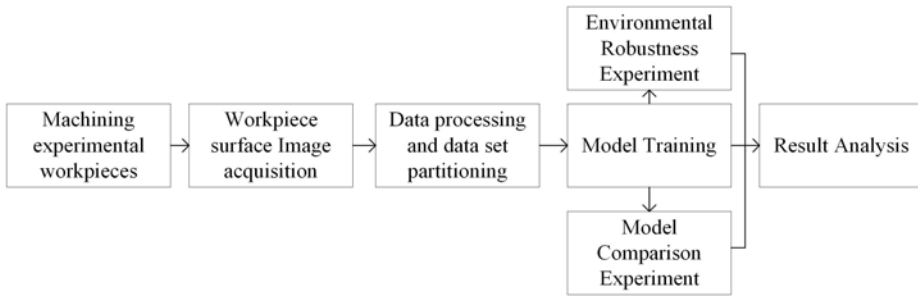 Machining
experimental
workpieces
Workpiece
surface Image
acquisition
Data processing
and data set
partitioning
Environmental
Robustness
Experiment
Model Training
Model
Comparison
Experiment
Result Analysis